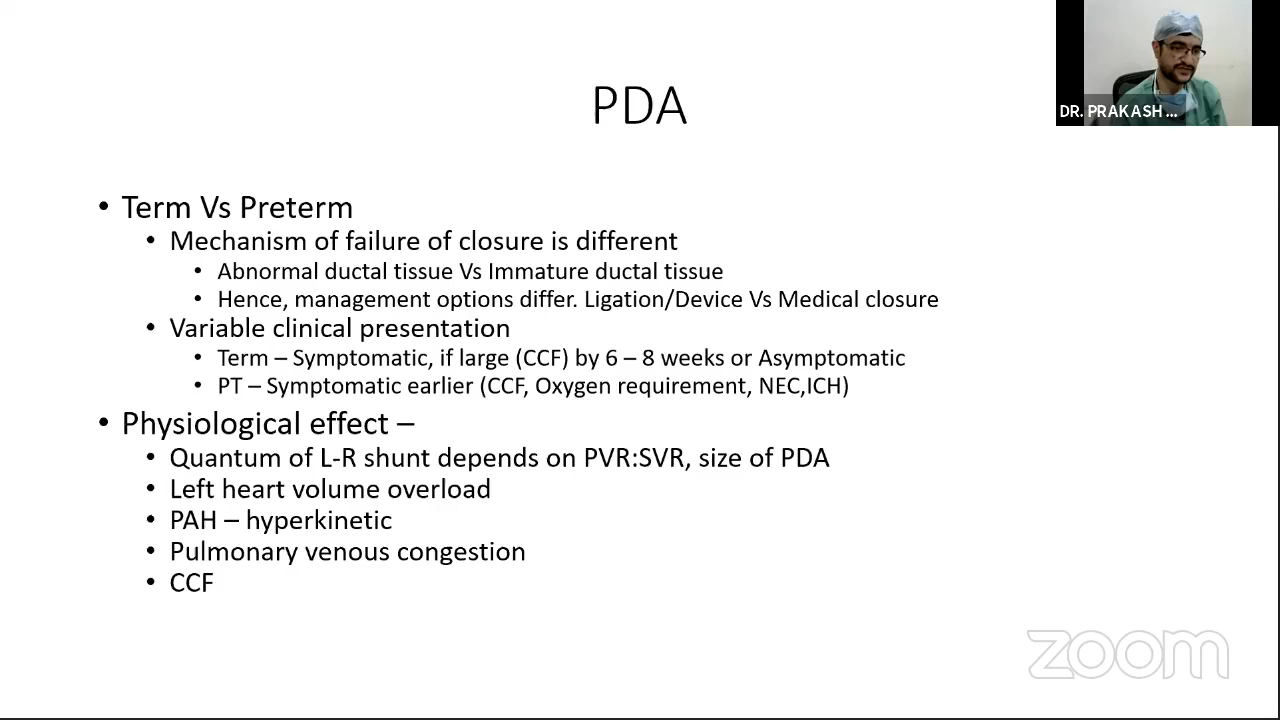 PDA
DR. PRAKASH ...
• Term Vs Preterm
• Mechanism of failure of closure is different
• Abnormal ductal tissue Vs Immature ductal tissue
• Hence, management options differ. Ligation/Device Vs Medical closure
• Variable clinical presentation
• Term – Symptomatic, if large (CCF) by 6 – 8 weeks or Asymptomatic
• PT – Symptomatic earlier (CCF, Oxygen requirement, NEC,ICH)
• Physiological effect –
• Quantum of L-R shunt depends on PVR:SVR, size of PDA
• Left heart volume overload
• PAH – hyperkinetic
• Pulmonary venous congestion
• CCF
zoom